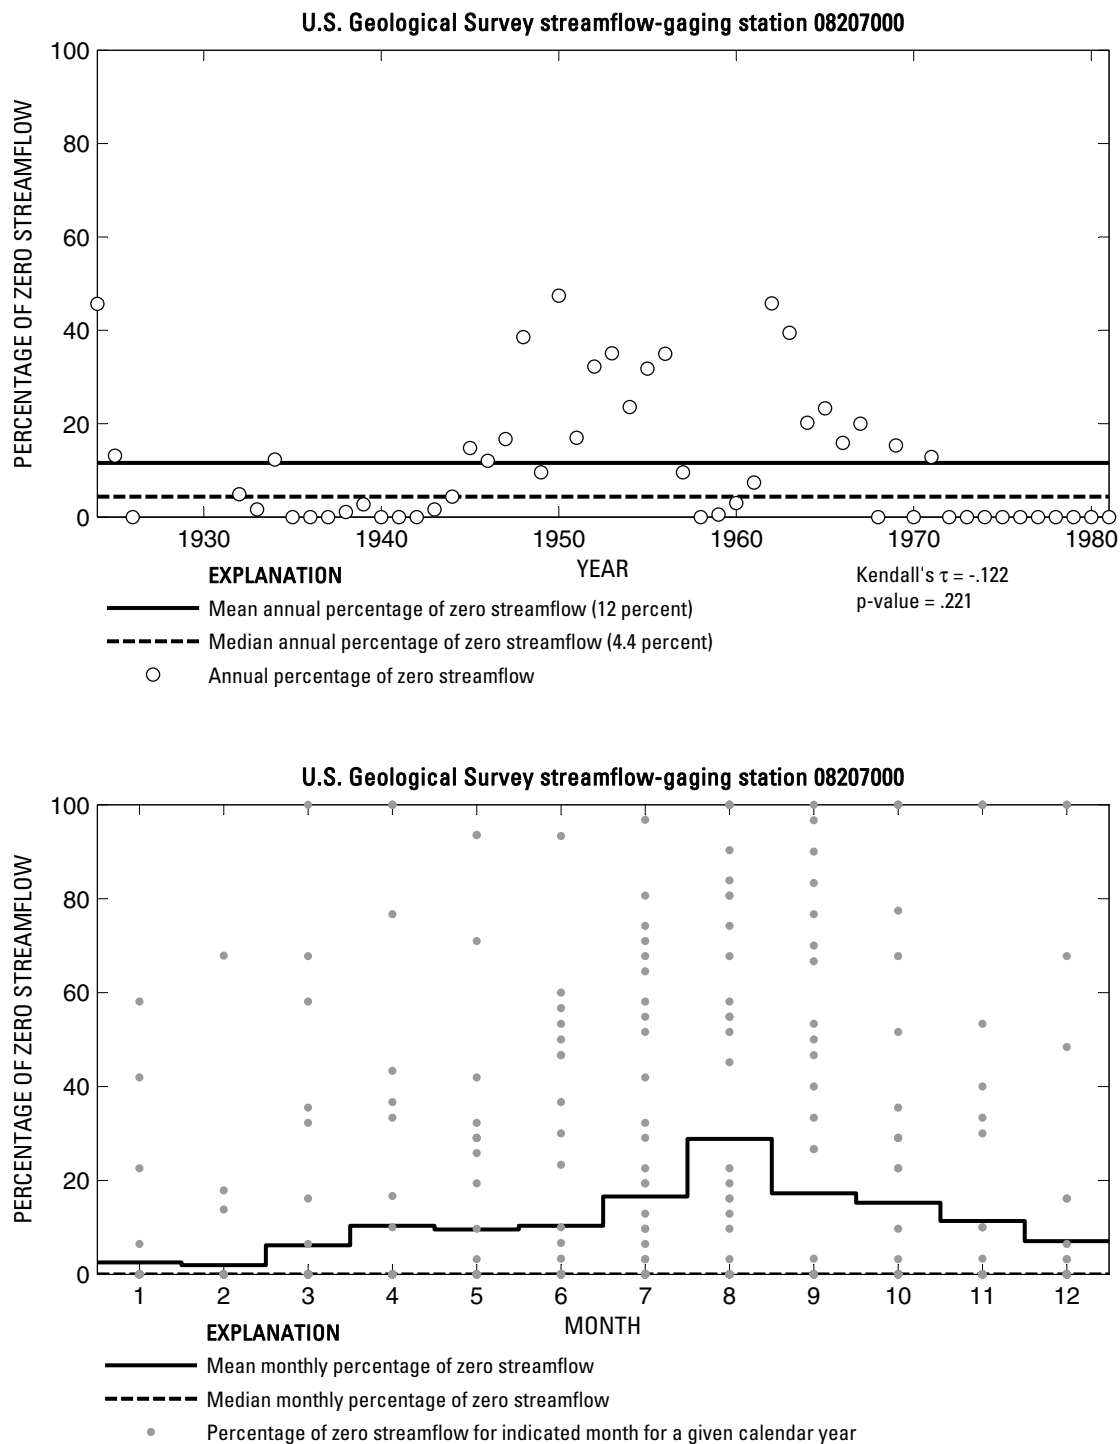 U.S. Geological Survey streamflow-gaging station 08207000
PERCENTAGE OF ZERO STREAMFLOW
100
80
60
40
20
0
1930 1940 1950 1960 1970 1980
YEAR
EXPLANATION
Mean annual percentage of zero streamflow (12 percent)
Median annual percentage of zero streamflow (4.4 percent)
Annual percentage of zero streamflow
Kendall's τ = -.122
p-value = .221
U.S. Geological Survey streamflow-gaging station 08207000
PERCENTAGE OF ZERO STREAMFLOW
100
80
60
40
20
0
1 2 3 4 5 6 7 8 9 10 11 12
MONTH
EXPLANATION
Mean monthly percentage of zero streamflow
Median monthly percentage of zero streamflow
Percentage of zero streamflow for indicated month for a given calendar year